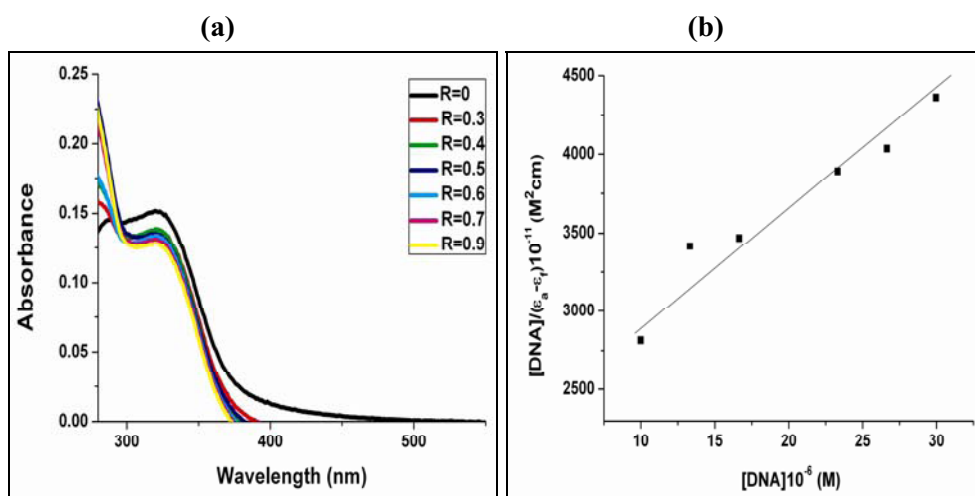 (a)
(b)
0.25
0.20
0.15
0.10
0.05
0.00
Absorbance
R=0
R=0.3
R=0.4
R=0.5
R=0.6
R=0.7
R=0.9
300 400 500
Wavelength (nm)
4500
4000
3500
3000
2500
[DNA]/(εa-εf)10⁻¹¹ (M²cm)
10 15 20 25 30
[DNA]10⁻⁶ (M)